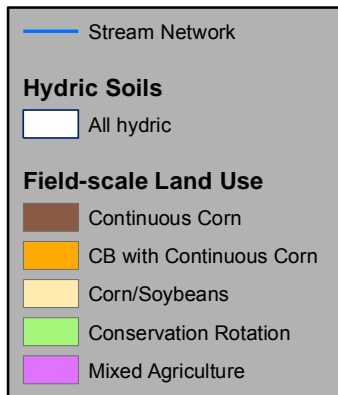 Stream Network
Hydric Soils
All hydric
Field-scale Land Use
Continuous Corn
CB with Continuous Corn
Corn/Soybeans
Conservation Rotation
Mixed Agriculture